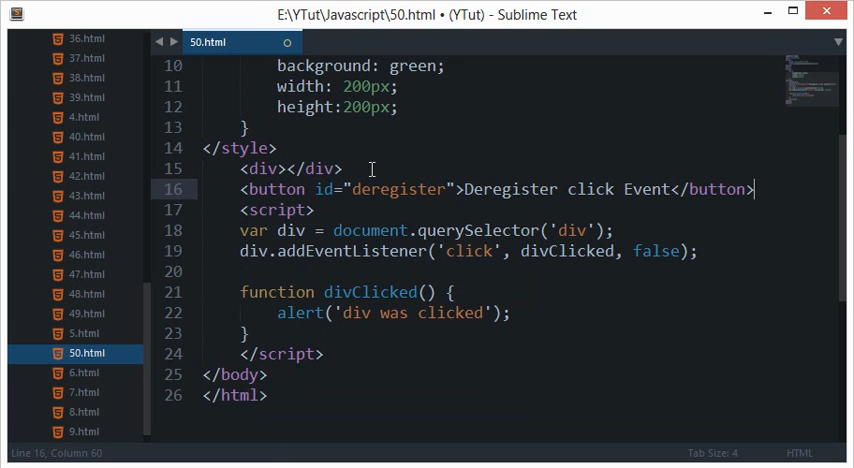 E:\YTut\Javascript\50.html • (YTut) - Sublime Text
36.html
37.html
38.html
39.html
4.html
40.html
41.html
42.html
43.html
44.html
45.html
46.html
47.html
48.html
49.html
5.html
50.html
6.html
7.html
8.html
9.html
50.html
10 background: green;
11 width: 200px;
12 height:200px;
13 }
14 </style>
15 <div></div>
16 <button id="deregister">Deregister click Event</button>
17 <script>
18 var div = document.querySelector('div');
19 div.addEventListener('click', divClicked, false);
20
21 function divClicked() {
22 alert('div was clicked');
23 }
24 </script>
25 </body>
26 </html>
Line 16, Column 60
Tab Size: 4
HTML